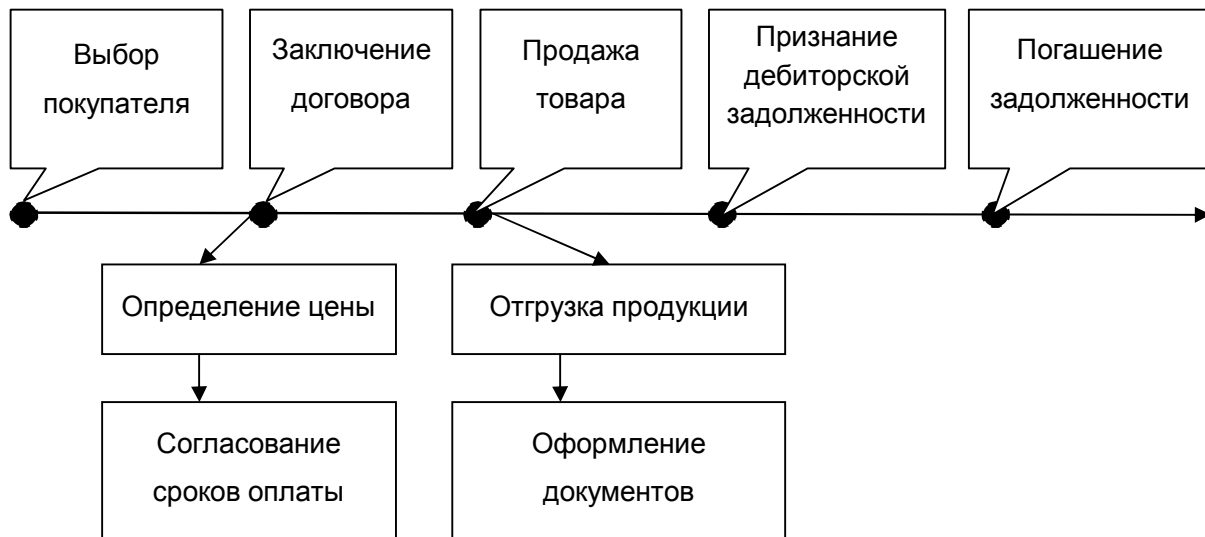 Выбор
покупателя
Заключение
договора
Продажа
товара
Признание
дебиторской
задолженности
Погашение
задолженности
Определение цены
Отгрузка продукции
Согласование
сроков оплаты
Оформление
документов